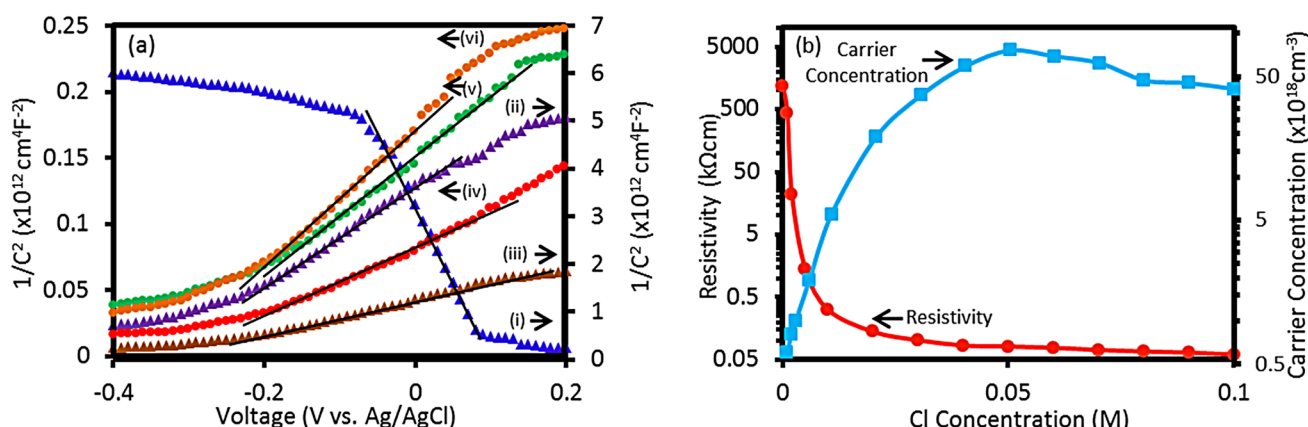 (a)
1/C² (x10¹² cm⁴F⁻²)
0.25
0.2
0.15
0.1
0.05
0
(vi)
(v)
(ii)
(iv)
(iii)
(i)
7
6
5
4
3
2
1
0
1/C² (x10¹² cm⁴F⁻²)
-0.4
-0.2
0
0.2
Voltage (V vs. Ag/AgCl)
(b)
Resistivity (kΩcm)
5000
500
50
5
0.5
0.05
Carrier
Concentration
Resistivity
50
5
0.5
Carrier Concentration (x10¹⁸cm⁻³)
0
0.05
0.1
Cl Concentration (M)